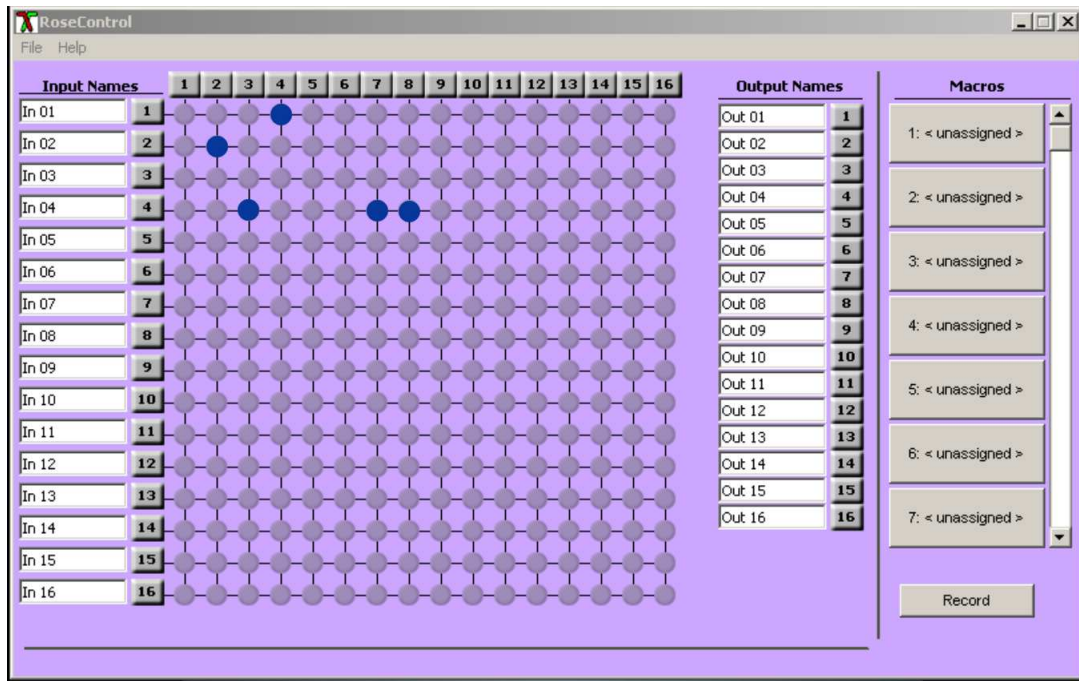 RoseControl
File Help
Input Names
1 2 3 4 5 6 7 8 9 10 11 12 13 14 15 16
Output Names
Macros
In 01 1
In 02 2
In 03 3
In 04 4
In 05 5
In 06 6
In 07 7
In 08 8
In 09 9
In 10 10
In 11 11
In 12 12
In 13 13
In 14 14
In 15 15
In 16 16
Out 01 1
Out 02 2
Out 03 3
Out 04 4
Out 05 5
Out 06 6
Out 07 7
Out 08 8
Out 09 9
Out 10 10
Out 11 11
Out 12 12
Out 13 13
Out 14 14
Out 15 15
Out 16 16
1: < unassigned >
2: < unassigned >
3: < unassigned >
4: < unassigned >
5: < unassigned >
6: < unassigned >
7: < unassigned >
Record